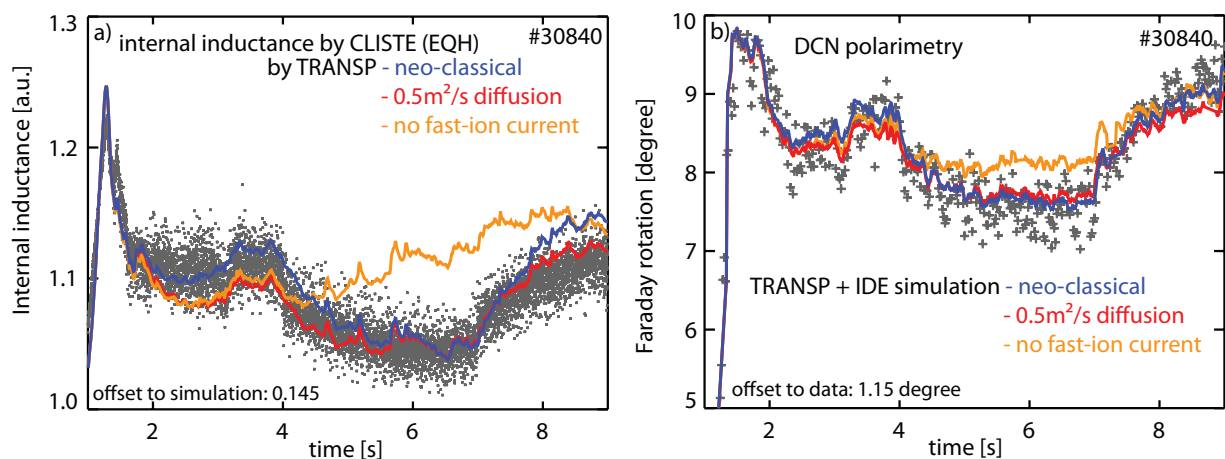 a) internal inductance by CLISTE (EQH) #30840
by TRANSP - neo-classical
- 0.5m²/s diffusion
- no fast-ion current
Internal inductance [a.u.]
1.3
1.2
1.1
1.0
offset to simulation: 0.145
2 4 6 8
time [s]
b) DCN polarimetry #30840
Faraday rotation [degree]
10
9
8
7
6
5
TRANSP + IDE simulation - neo-classical
- 0.5m²/s diffusion
- no fast-ion current
offset to data: 1.15 degree
2 4 6 8
time [s]